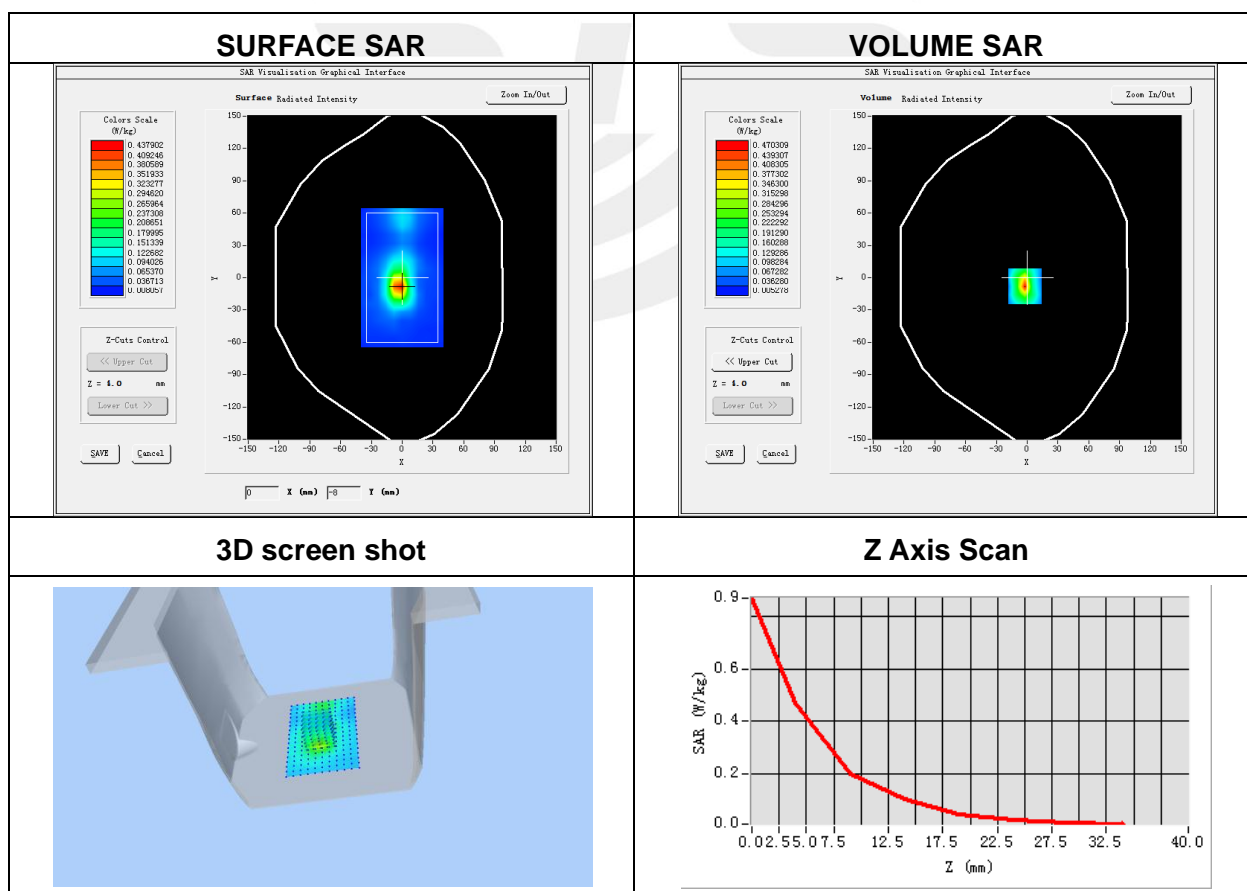 SURFACE SAR
SAR Visualisation Graphical Interface
Surface Radiated Intensity
Zoom In/Out
Colors Scale
(W/kg)
0.437902
0.409246
0.380589
0.351933
0.323277
0.294620
0.265964
0.237308
0.208651
0.179995
0.151339
0.122682
0.094026
0.065370
0.036713
0.008057
150
120
90
60
30
0
-30
-60
-90
-120
-150
Y
-150 -120 -90 -60 -30 0 30 60 90 120 150
X
Z-Cuts Control
<< Upper Cut
mm
Lower Cut >>
SAVE Cancel
0 X (mm) -8 Y (mm)
VOLUME SAR
SAR Visualisation Graphical Interface
Volume Radiated Intensity
Zoom In/Out
Colors Scale
(W/kg)
0.470309
0.439307
0.408305
0.377302
0.346300
0.315298
0.284296
0.253294
0.222292
0.191290
0.160288
0.129286
0.098284
0.067282
0.036280
0.005278
150
120
90
60
30
0
-30
-60
-90
-120
-150
Y
-150 -120 -90 -60 -30 0 30 60 90 120 150
X
Z-Cuts Control
<< Upper Cut
mm
Lower Cut >>
SAVE Cancel
3D screen shot
Z Axis Scan
0.9
0.6
0.4
0.2
0.0
SAR (W/kg)
0.0 2.5 5.0 7.5 12.5 17.5 22.5 27.5 32.5 40.0
Z (mm)